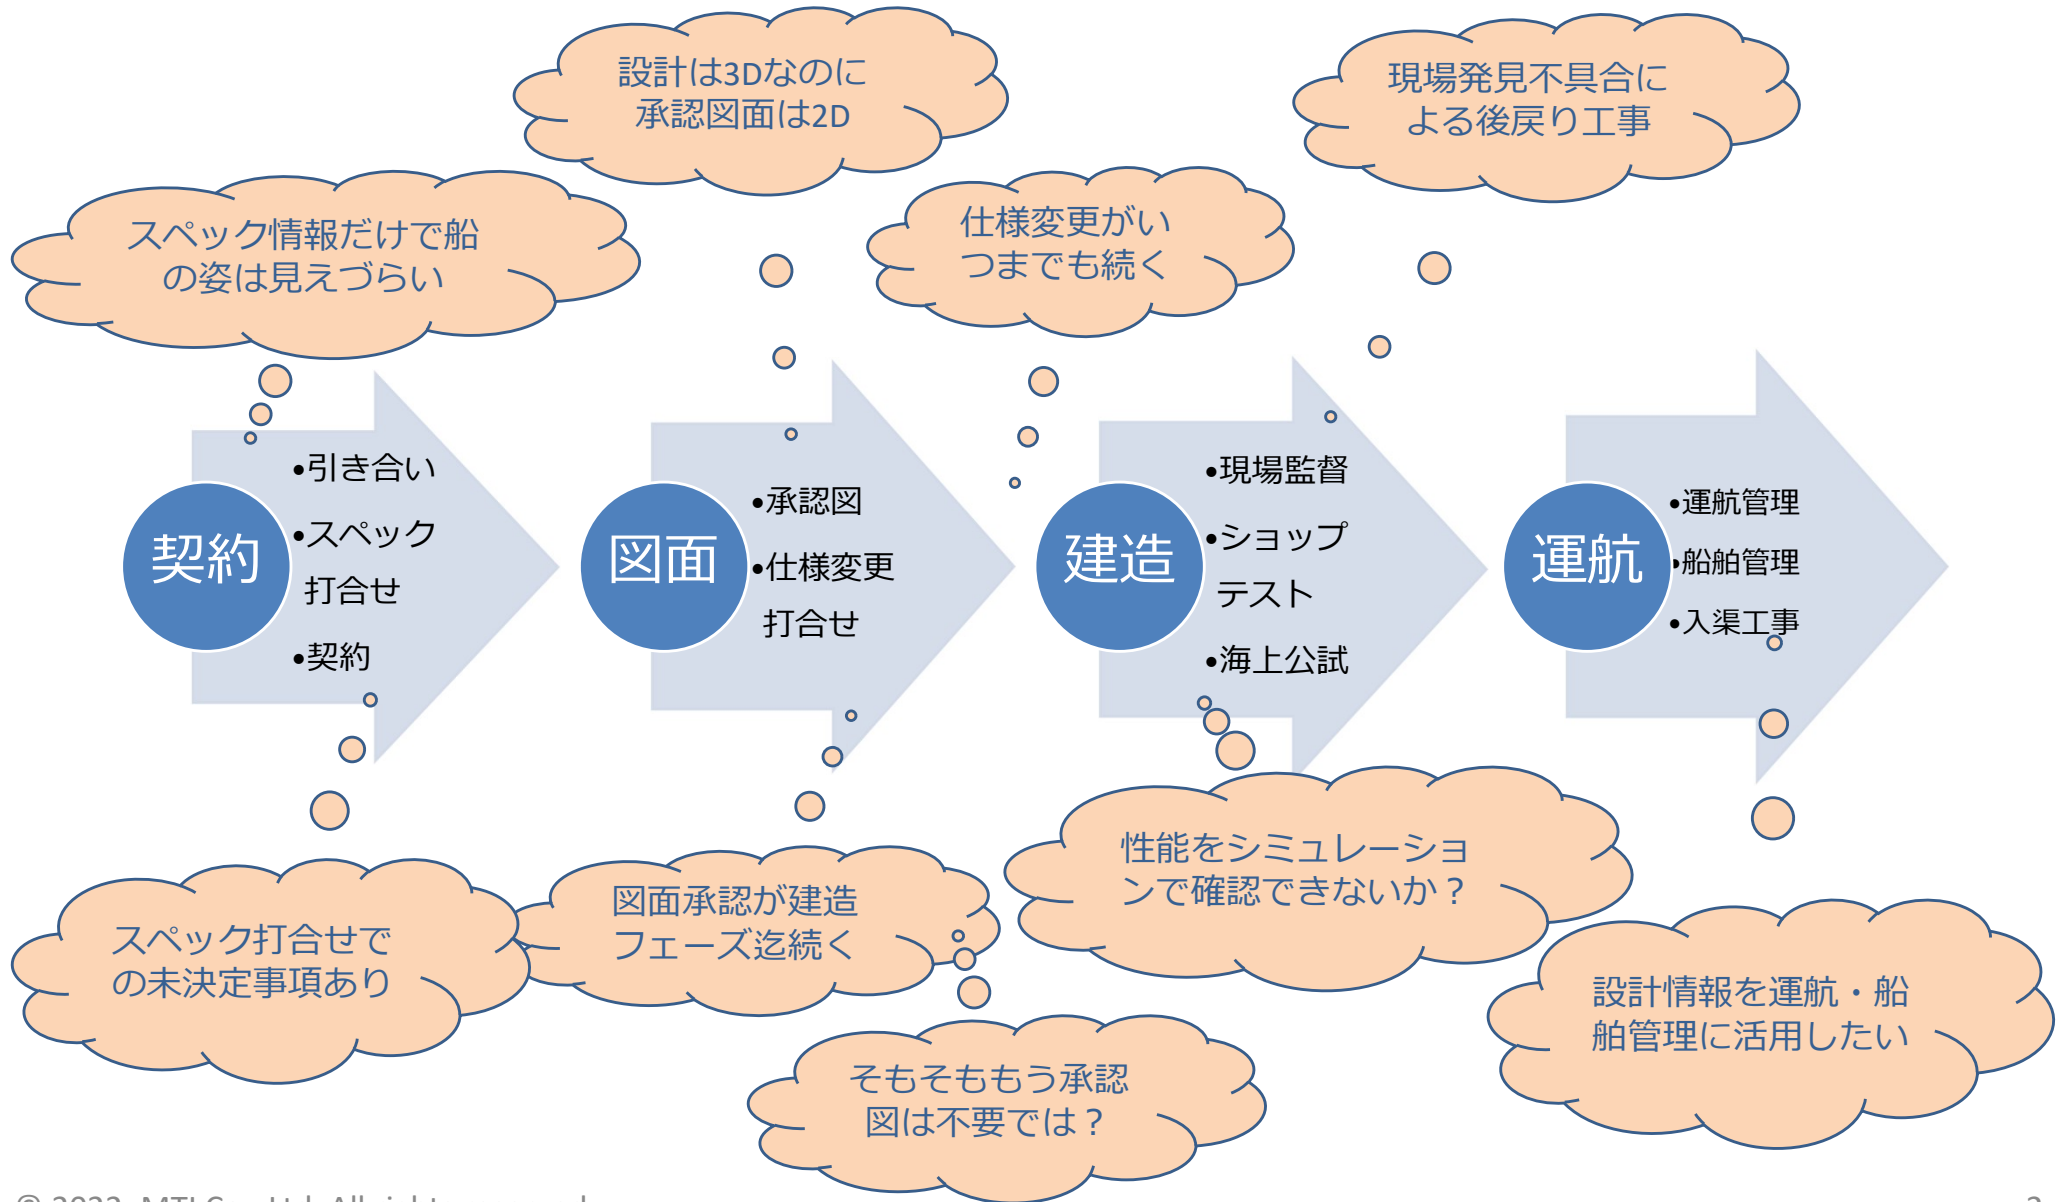 設計は3Dなのに
承認図面は2D
現場発見不具合に
よる後戻り工事
スペック情報だけで船
の姿は見えづらい
仕様変更がい
つまでも続く
契約
•引き合い
•スペック
打合せ
•契約
図面
•承認図
•仕様変更
打合せ
建造
•現場監督
•ショップ
テスト
•海上公試
運航
•運航管理
•船舶管理
•入渠工事
スペック打合せで
の未決定事項あり
図面承認が建造
フェーズ迄続く
性能をシミュレーショ
ンで確認できないか？
設計情報を運航・船
舶管理に活用したい
そもそももう承認
図は不要では？